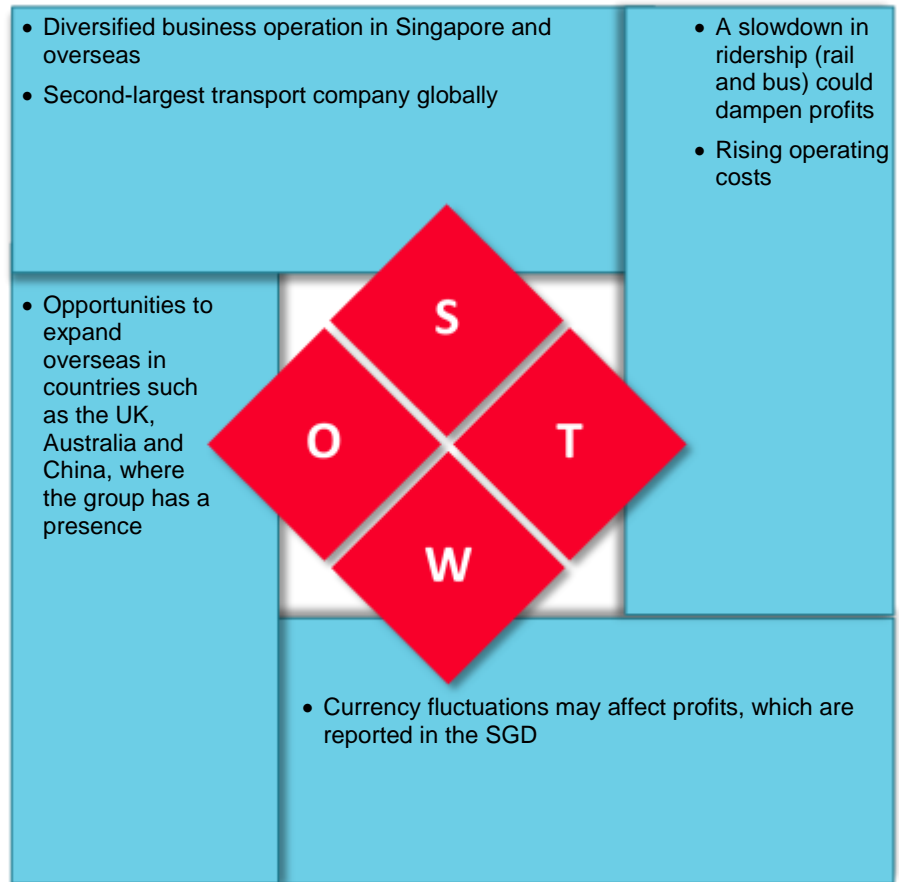 • Diversified business operation in Singapore and
overseas
• Second-largest transport company globally
• A slowdown in
ridership (rail
and bus) could
dampen profits
• Rising operating
costs
• Opportunities to
expand
overseas in
countries such
as the UK,
Australia and
China, where
the group has a
presence
S
O
T
W
• Currency fluctuations may affect profits, which are
reported in the SGD